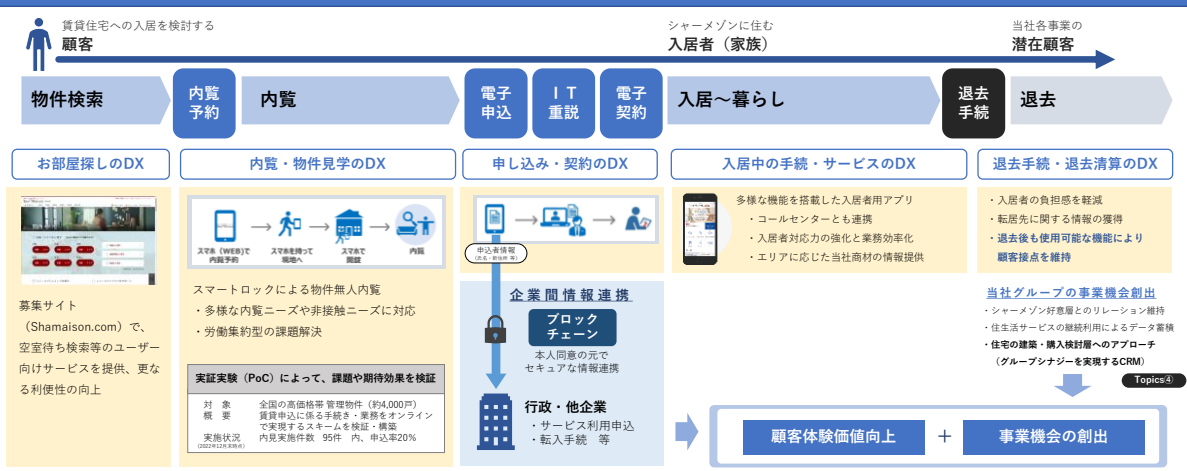 賃貸住宅への入居を検討する
顧客
シャーメゾンに住む
入居者（家族）
当社各事業の
潜在顧客
物件検索
内覧
予約
内覧
電子
申込
ＩＴ
重説
電子
契約
入居～暮らし
退去
手続
退去
お部屋探しのDX
内覧・物件見学のDX
申し込み・契約のDX
入居中の手続・サービスのDX
退去手続・退去清算のDX
募集サイト
（Shamaison.com）で、
空室待ち検索等のユーザー
向けサービスを提供、更な
る利便性の向上
スマホ（WEB）で
内覧予約
スマホを持って
現地へ
スマホで
開錠
内覧
スマートロックによる物件無人内覧
・多様な内覧ニーズや非接触ニーズに対応
・労働集約型の課題解決
実証実験（PoC）によって、課題や期待効果を検証
対　象　全国の高価格帯 管理物件（約4,000戸）
概　要　賃貸申込に係る手続き・業務をオンライン
で実現するスキームを検証・構築
実施状況　内見実施件数　95件　内、申込率20%
(2022年12月末時点)
申込者情報
（氏名・新住所 等）
企業間情報連携
ブロック
チェーン
本人同意の元で
セキュアな情報連携
行政・他企業
・サービス利用申込
・転入手続　等
多様な機能を搭載した入居者用アプリ
・コールセンターとも連携
・入居者対応力の強化と業務効率化
・エリアに応じた当社商材の情報提供
・入居者の負担感を軽減
・転居先に関する情報の獲得
・退去後も使用可能な機能により
顧客接点を維持
当社グループの事業機会創出
・シャーメゾン好意層とのリレーション維持
・住生活サービスの継続利用によるデータ蓄積
・住宅の建築・購入検討層へのアプローチ
（グループシナジーを実現するCRM）
Topics④
顧客体験価値向上
＋
事業機会の創出